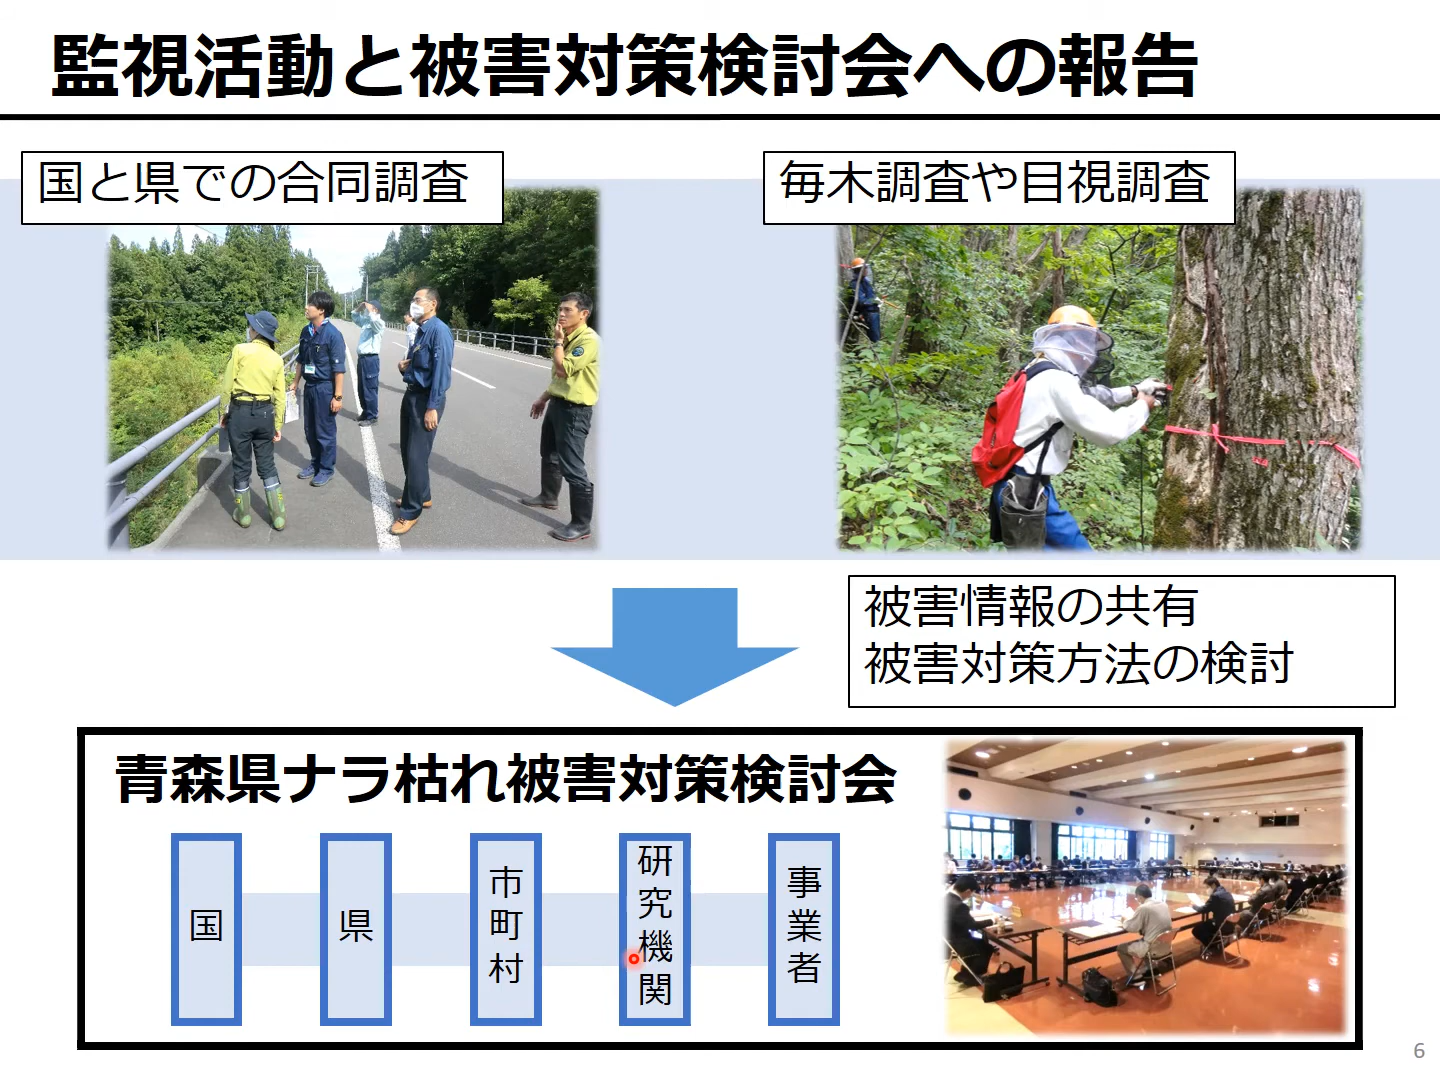 監視活動と被害対策検討会への報告
国と県での合同調査
毎木調査や目視調査
被害情報の共有
被害対策方法の検討
青森県ナラ枯れ被害対策検討会
国
県
市町村
研究機関
事業者
6